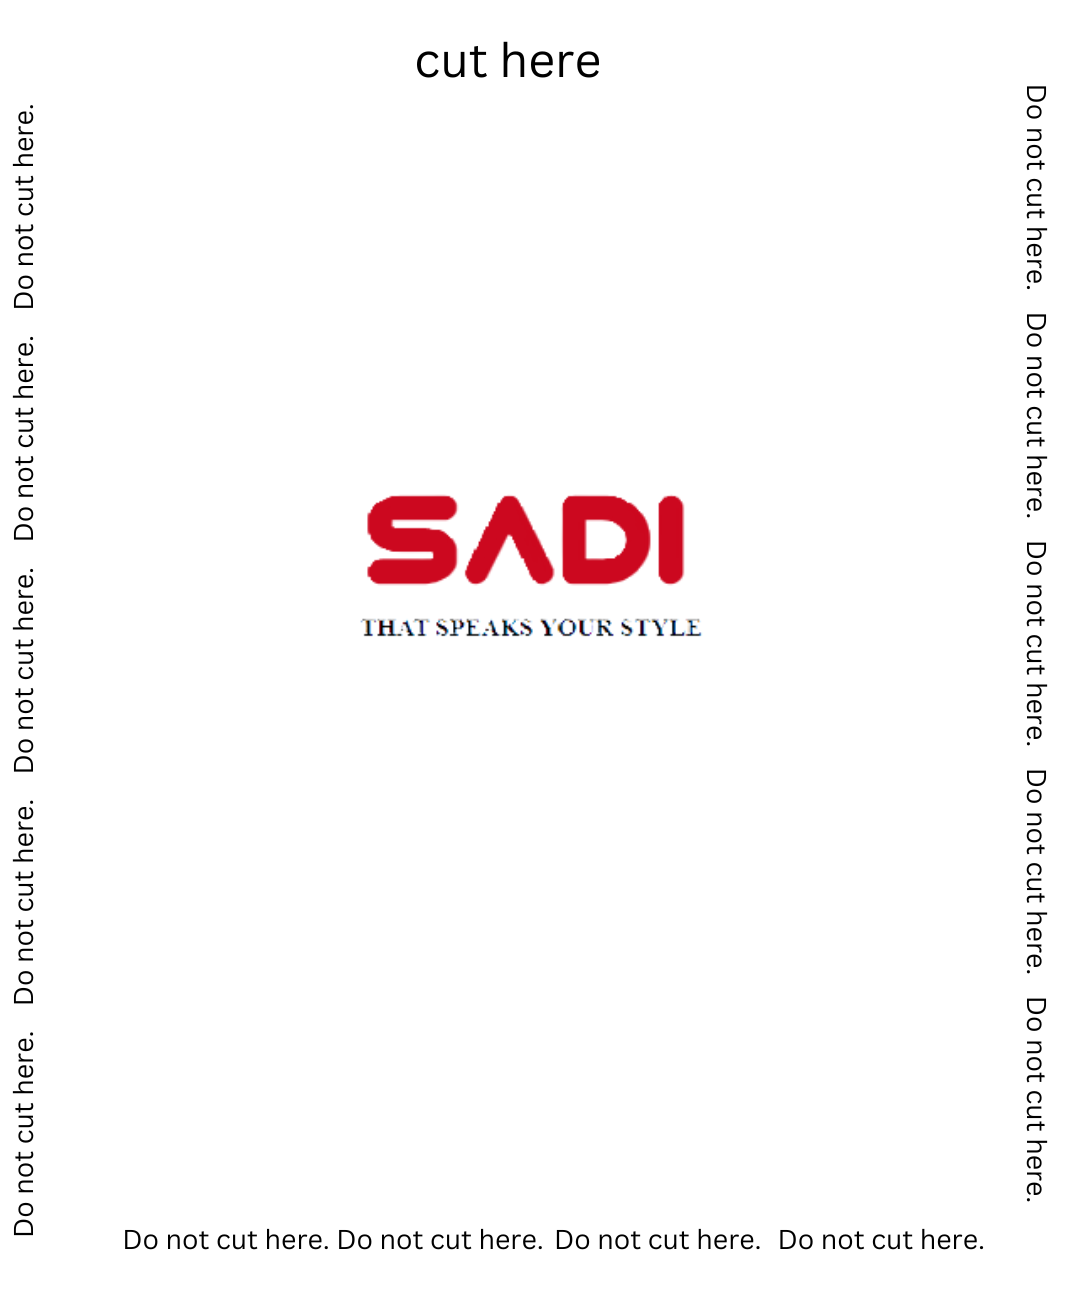 cut here
Do not cut here. Do not cut here. Do not cut here. Do not cut here. Do not cut here.
Do not cut here. Do not cut here. Do not cut here. Do not cut here. Do not cut here.
SADI
THAT SPEAKS YOUR STYLE
Do not cut here. Do not cut here. Do not cut here. Do not cut here.